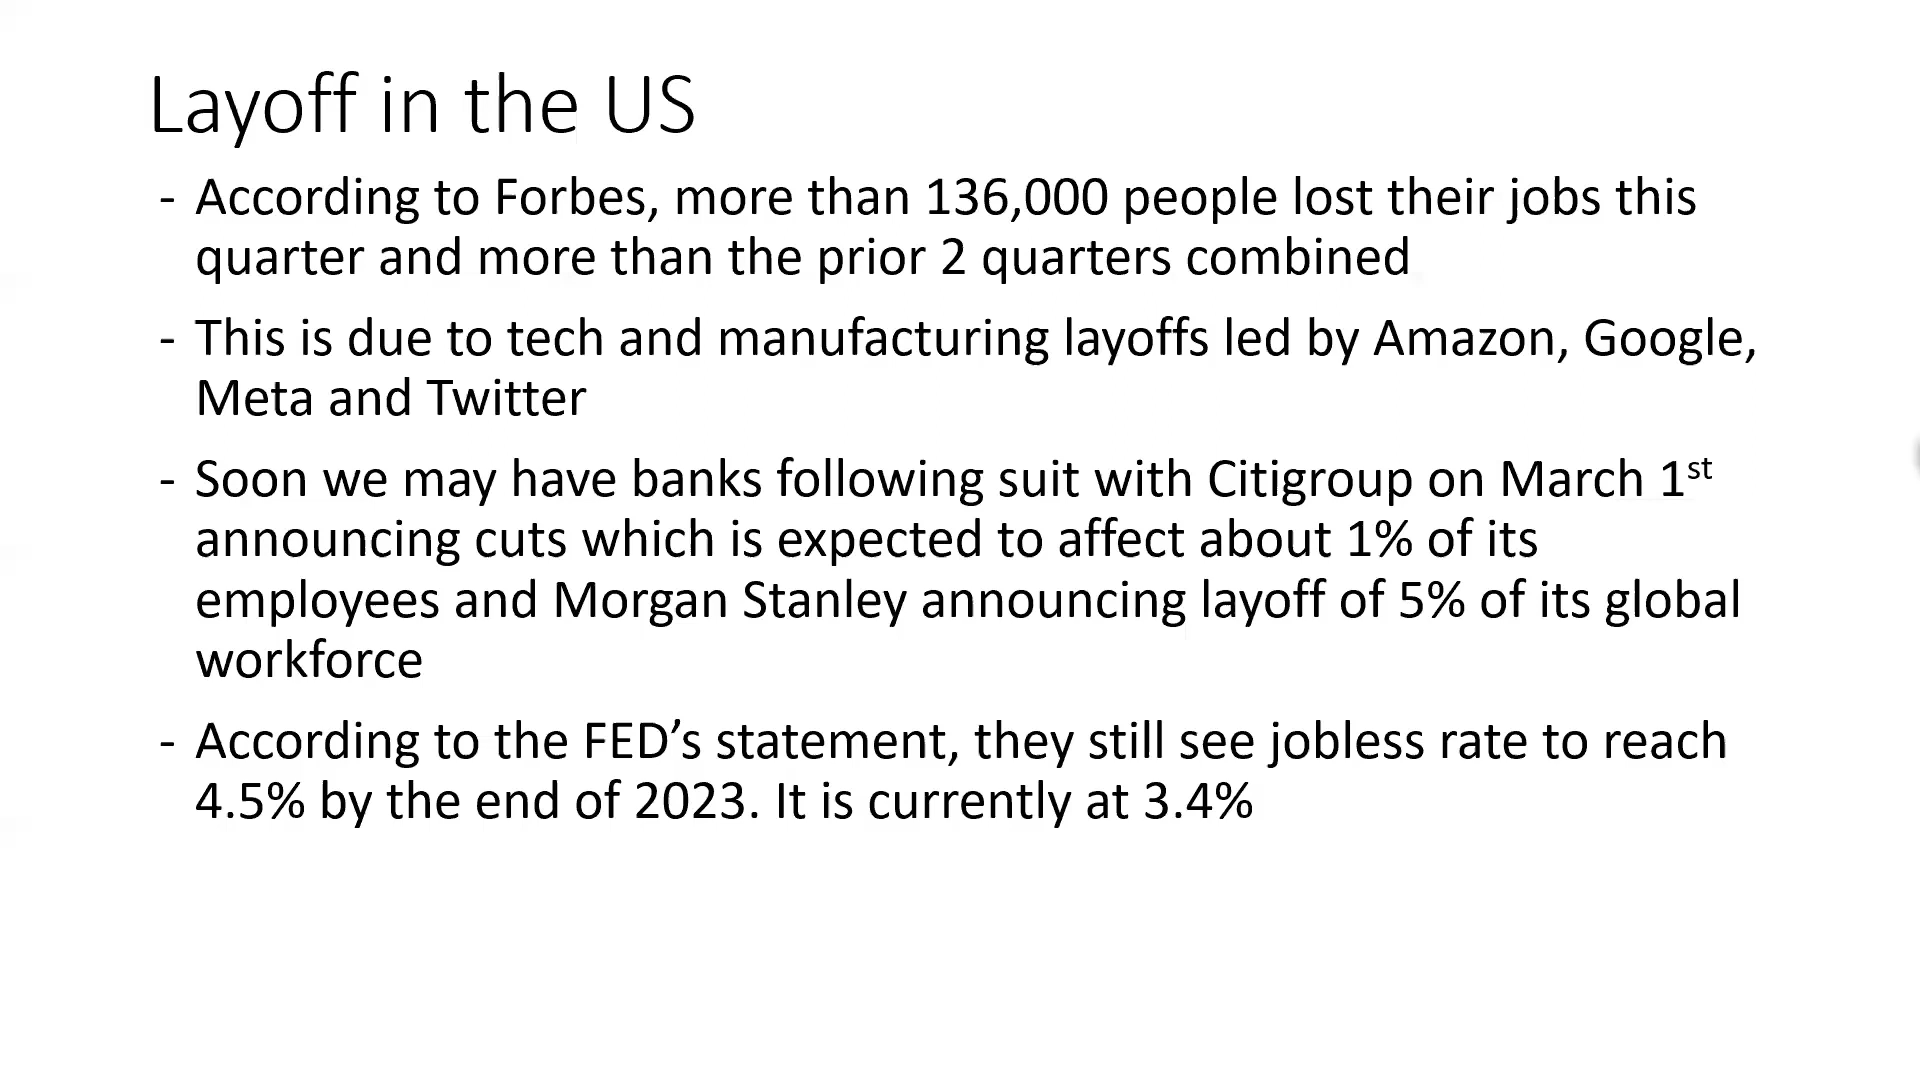 Layoff in the US
- According to Forbes, more than 136,000 people lost their jobs this
quarter and more than the prior 2 quarters combined
- This is due to tech and manufacturing layoffs led by Amazon, Google,
Meta and Twitter
- Soon we may have banks following suit with Citigroup on March 1st
announcing cuts which is expected to affect about 1% of its
employees and Morgan Stanley announcing layoff of 5% of its global
workforce
- According to the FED’s statement, they still see jobless rate to reach
4.5% by the end of 2023. It is currently at 3.4%